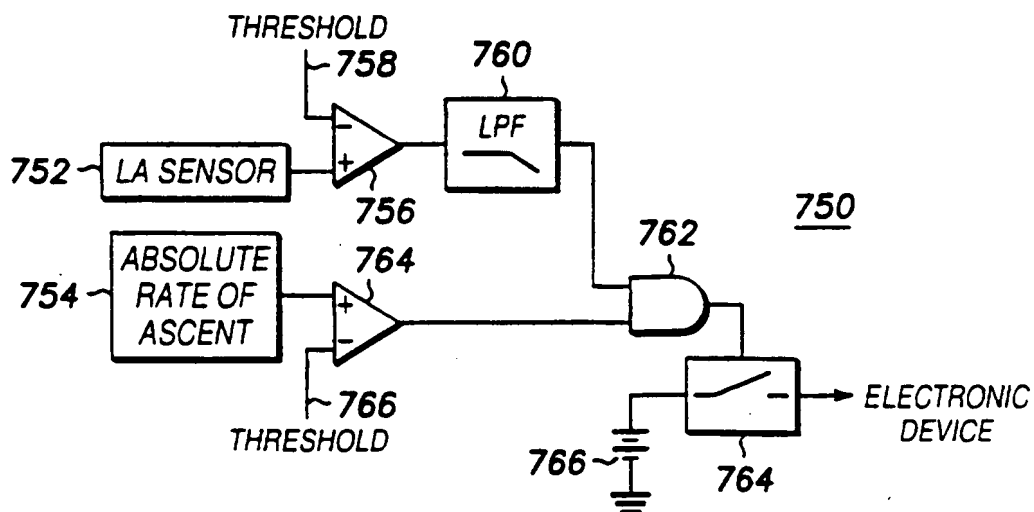 THRESHOLD
758
760
LPF
752
LA SENSOR
-
+
756
750
762
764
754
ABSOLUTE
RATE OF
ASCENT
+
-
766
THRESHOLD
ELECTRONIC
DEVICE
766
764